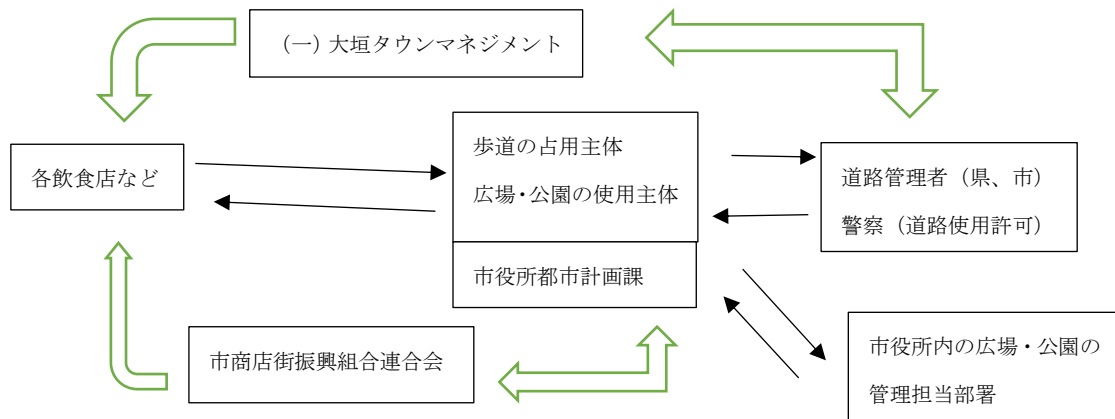 （一）大垣タウンマネジメント
各飲食店など
歩道の占用主体
広場・公園の使用主体
市役所都市計画課
道路管理者（県、市）
警察（道路使用許可）
市商店街振興組合連合会
市役所内の広場・公園の
管理担当部署